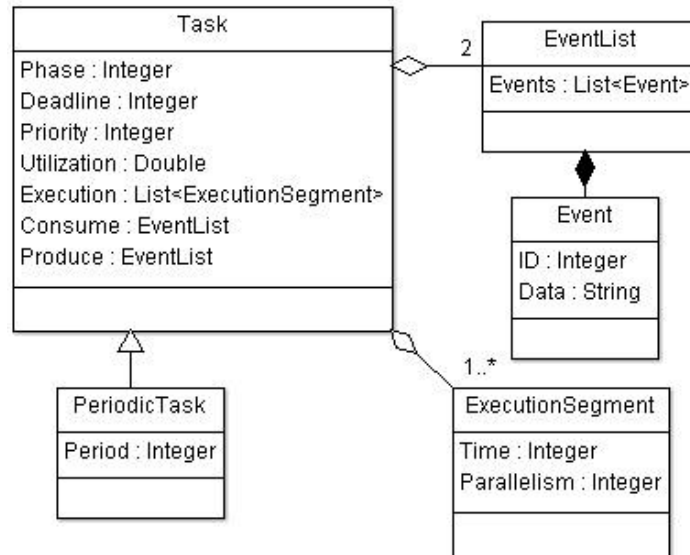 Task
Phase : Integer
Deadline : Integer
Priority : Integer
Utilization : Double
Execution : List<ExecutionSegment>
Consume : EventList
Produce : EventList
2
EventList
Events : List<Event>
Event
ID : Integer
Data : String
PeriodicTask
Period : Integer
1..*
ExecutionSegment
Time : Integer
Parallelism : Integer